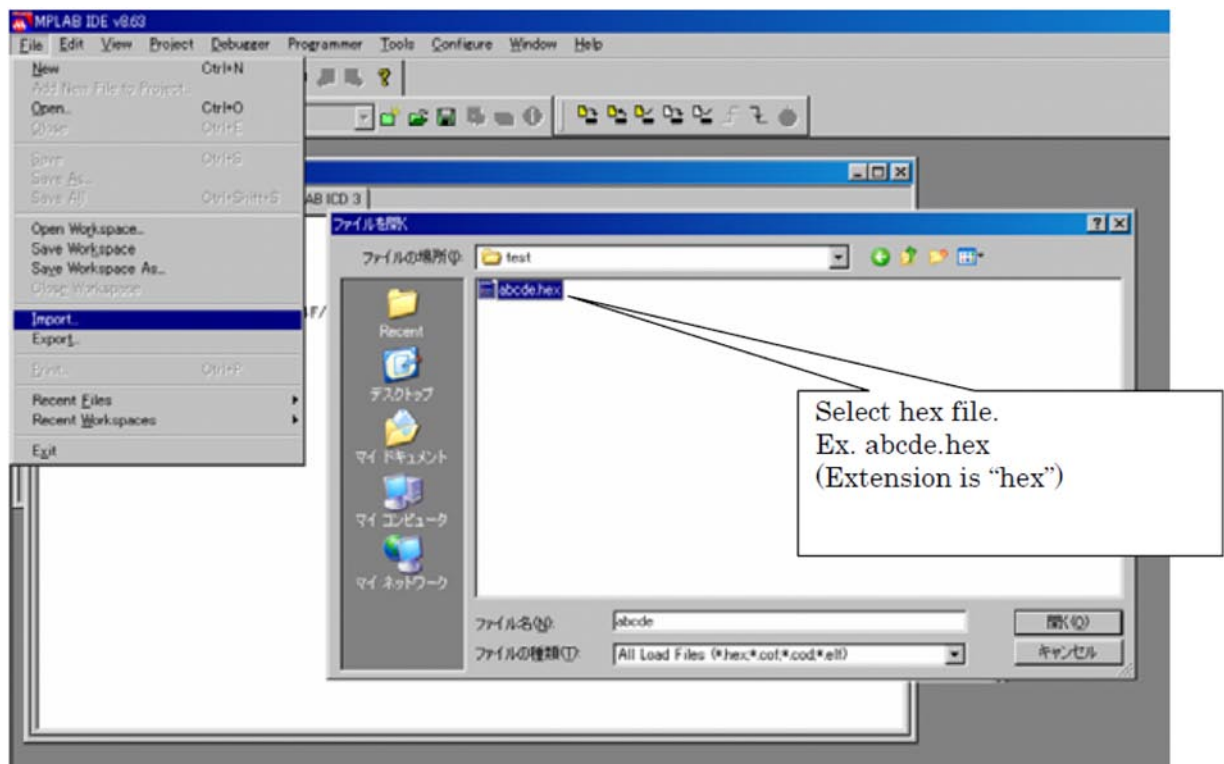 MPLAB IDE v8.63
File Edit View Project Debugger Programmer Tools Configure Window Help
New Ctrl+N
Add New File to Project...
Open... Ctrl+O
Close Ctrl+E
Save Ctrl+S
Save As...
Save All Ctrl+Shift+S
Open Workspace...
Save Workspace
Save Workspace As...
Close Workspace
Import...
Export...
Print... Ctrl+P
Recent Files
Recent Workspaces
Exit
AB ICD 3
ファイルを開く
ファイルの場所(I):
test
abcde.hex
Recent
デスクトップ
マイ ドキュメント
マイ コンピュータ
マイ ネットワーク
ファイル名(N):
abcde
開く(O)
ファイルの種類(T):
All Load Files (*.hex;*.cof;*.cod;*.elf)
キャンセル
Select hex file.
Ex. abcde.hex
(Extension is “hex”)